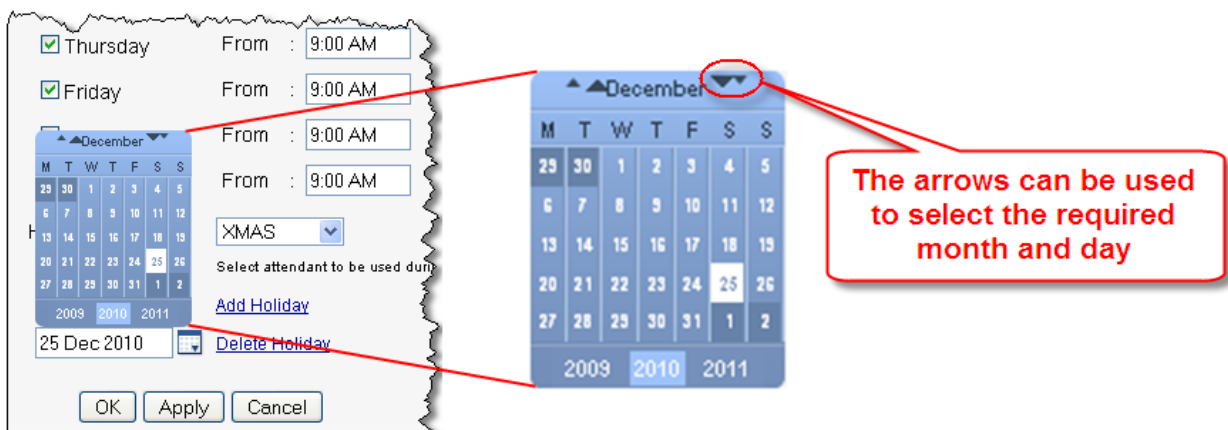 Thursday From : 9:00 AM
Friday From : 9:00 AM
From : 9:00 AM
From : 9:00 AM
December
M T W T F S S
29 30 1 2 3 4 5
6 7 8 9 10 11 12
13 14 15 16 17 18 19
20 21 22 23 24 25 26
27 28 29 30 31 1 2
2009 2010 2011
H
XMAS
Select attendant to be used
Add Holiday
25 Dec 2010
Delete Holiday
OK Apply Cancel
December
M T W T F S S
29 30 1 2 3 4 5
6 7 8 9 10 11 12
13 14 15 16 17 18 19
20 21 22 23 24 25 26
27 28 29 30 31 1 2
2009 2010 2011
The arrows can be used
to select the required
month and day